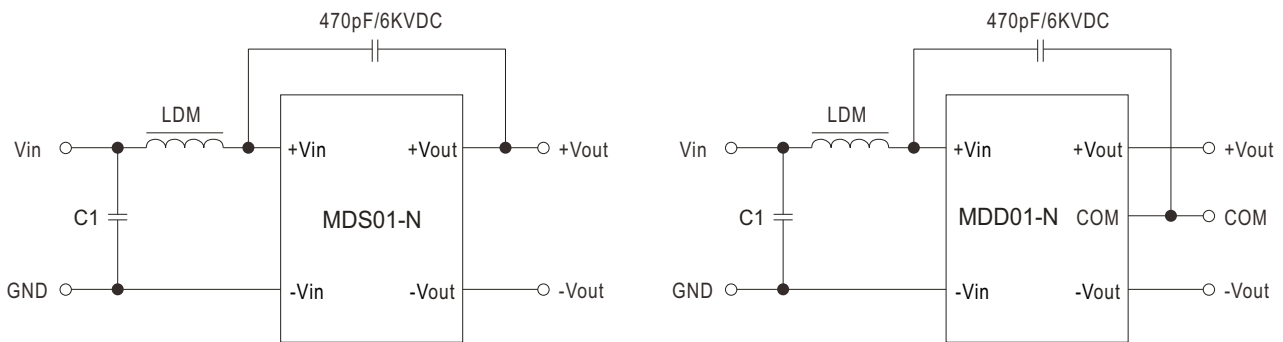 470pF/6KVDC
LDM
Vin
+Vin
+Vout
+Vout
C1
MDS01-N
GND
-Vin
-Vout
-Vout
470pF/6KVDC
LDM
Vin
+Vin
+Vout
+Vout
C1
MDD01-N
COM
COM
GND
-Vin
-Vout
-Vout